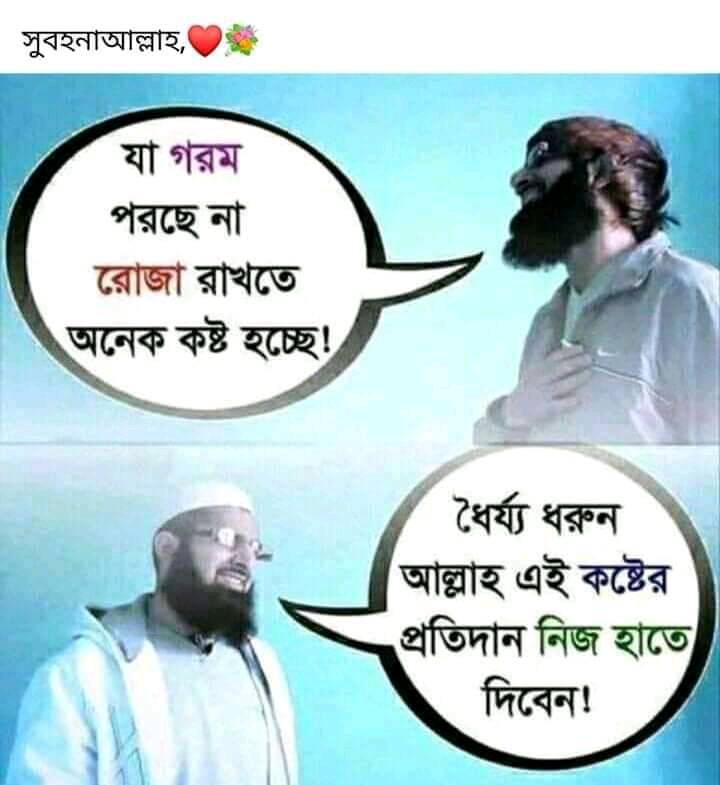 সুবহনাআল্লাহ,❤️💐
যা গরম
পরছে না
রোজা রাখতে
অনেক কষ্ট হচ্ছে!
ধৈর্য্য ধরুন
আল্লাহ এই কষ্টের
প্রতিদান নিজ হাতে
দিবেন!